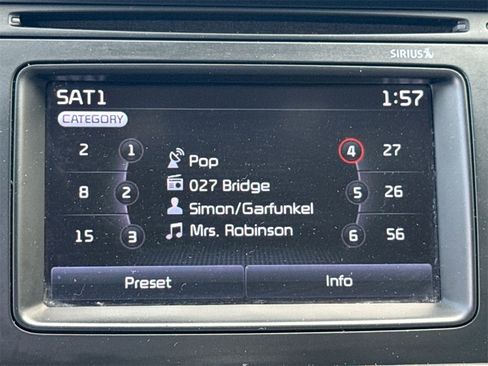 SIRIUS
SAT1 1:57
CATEGORY
2 1 Pop 4 27
8 2 027 Bridge 5 26
Simon/Garfunkel
15 3 Mrs. Robinson 6 56
Preset Info